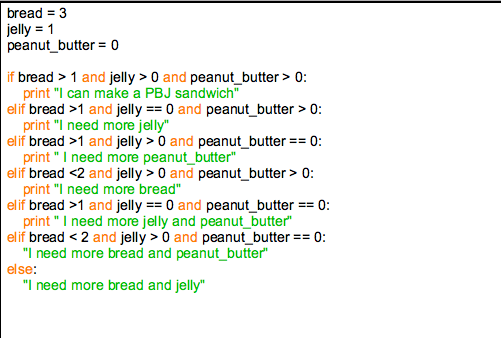 bread = 3
jelly = 1
peanut_butter = 0

if bread > 1 and jelly > 0 and peanut_butter > 0:
    print "I can make a PBJ sandwich"
elif bread >1 and jelly == 0 and peanut_butter > 0:
    print "I need more jelly"
elif bread >1 and jelly > 0 and peanut_butter == 0:
    print " I need more peanut_butter"
elif bread <2 and jelly > 0 and peanut_butter > 0:
    print "I need more bread"
elif bread >1 and jelly == 0 and peanut_butter == 0:
    print " I need more jelly and peanut_butter"
elif bread < 2 and jelly > 0 and peanut_butter == 0:
    "I need more bread and peanut_butter"
else:
    "I need more bread and jelly"